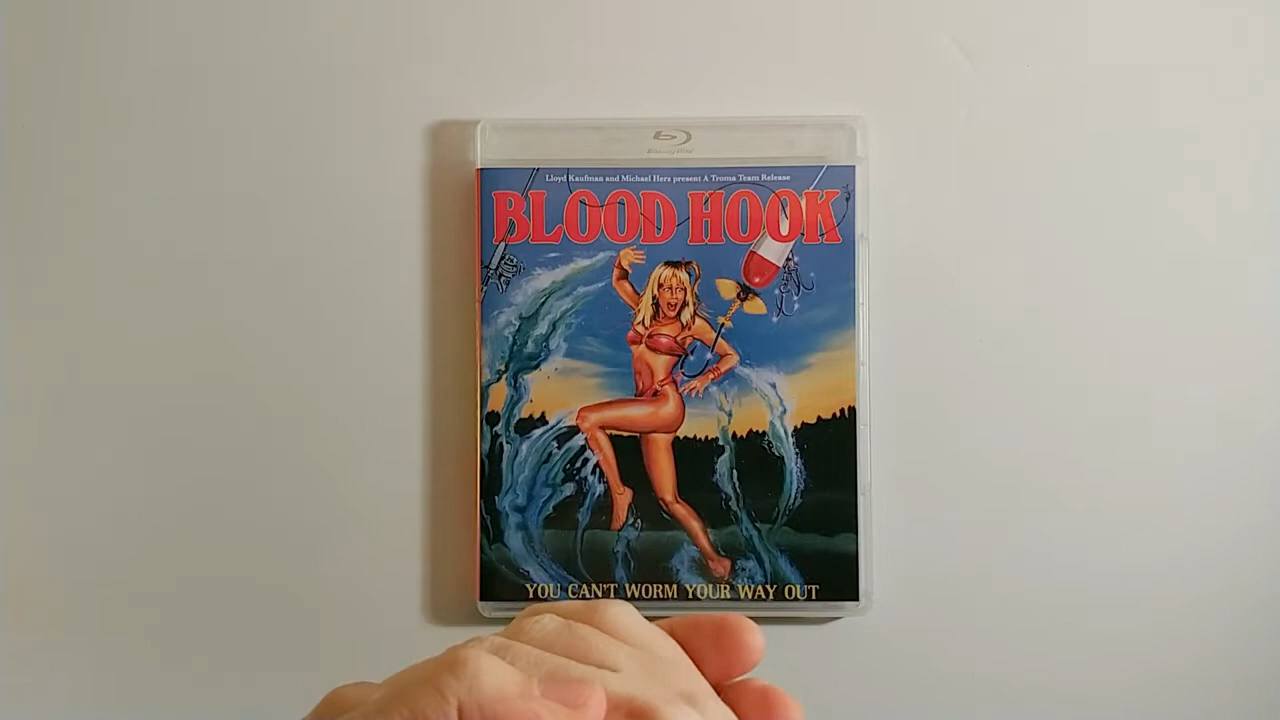 Blu-ray Disc
Lloyd Kaufman and Michael Herz present A Troma Team Release
BLOOD HOOK
YOU CAN'T WORM YOUR WAY OUT